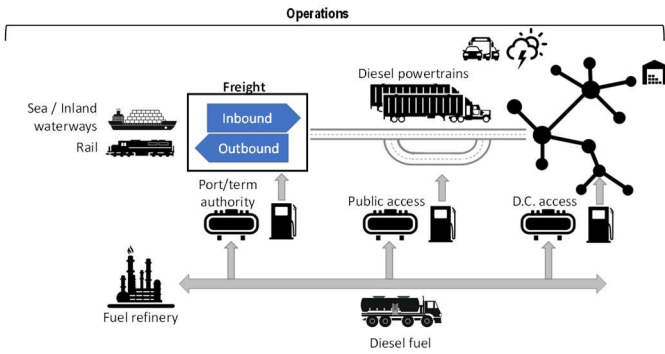 Operations
Freight
Diesel powertrains
Sea / Inland
waterways
Inbound
Rail
Outbound
Port/term
authority
Public access
D.C. access
Fuel refinery
Diesel fuel